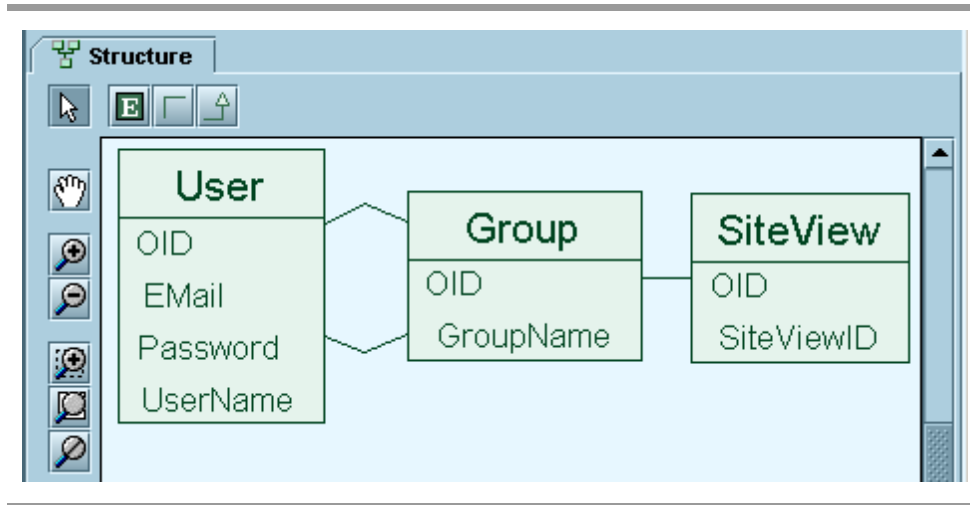 Structure
E
User
OID
EMail
Password
UserName
Group
OID
GroupName
SiteView
OID
SiteViewID